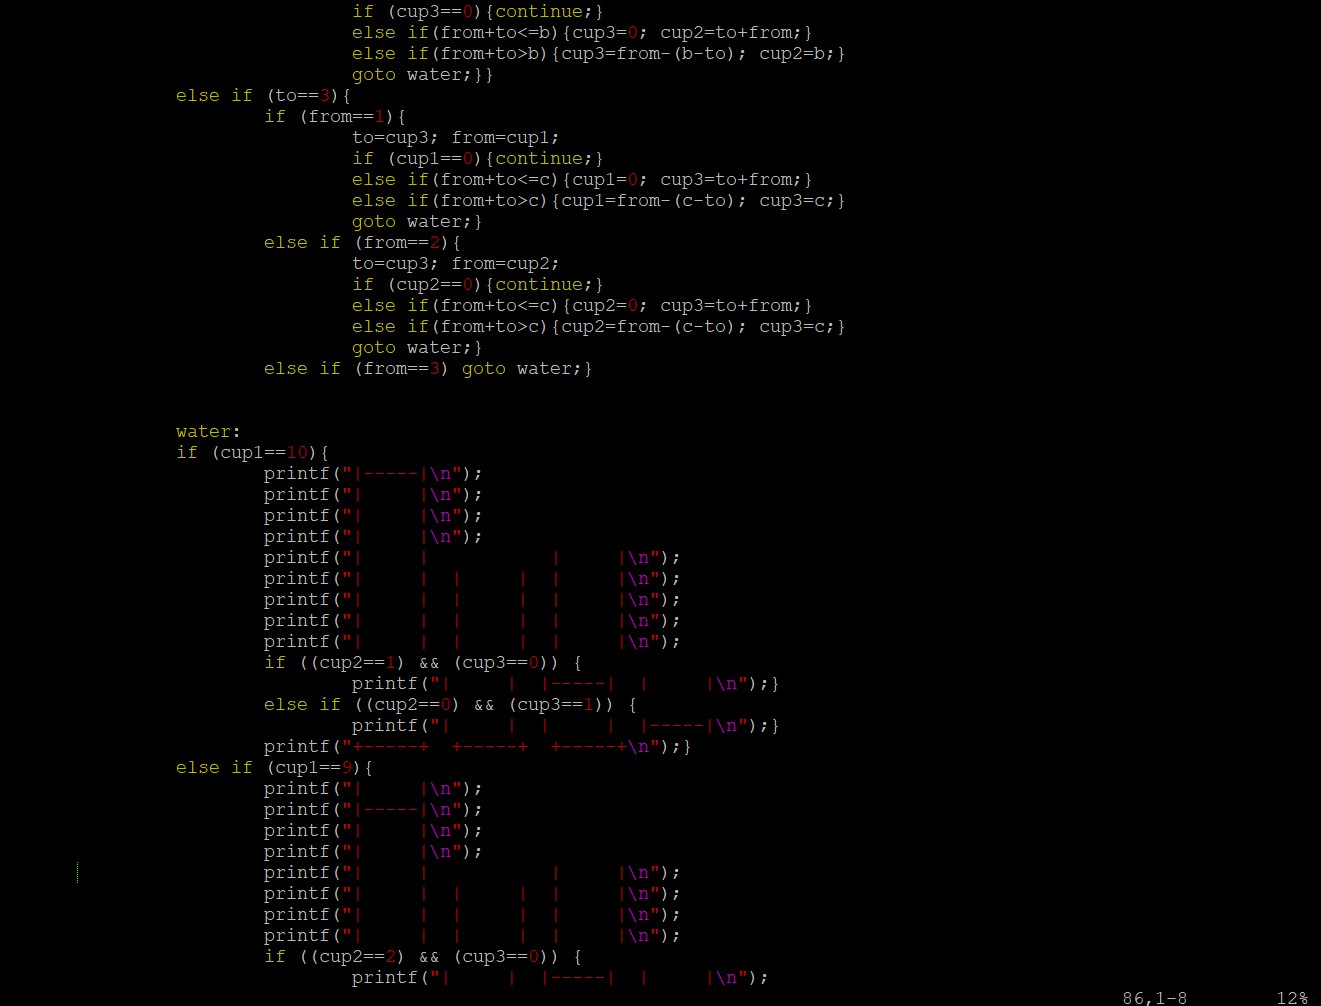 if (cup3==0){continue;}
                else if(from+to<=b){cup3=0; cup2=to+from;}
                else if(from+to>b){cup3=from-(b-to); cup2=b;}
                goto water;}}
else if (to==3){
        if (from==1){
                to=cup3; from=cup1;
                if (cup1==0){continue;}
                else if(from+to<=c){cup1=0; cup3=to+from;}
                else if(from+to>c){cup1=from-(c-to); cup3=c;}
                goto water;}
        else if (from==2){
                to=cup3; from=cup2;
                if (cup2==0){continue;}
                else if(from+to<=c){cup2=0; cup3=to+from;}
                else if(from+to>c){cup2=from-(c-to); cup3=c;}
                goto water;}
        else if (from==3) goto water;}
water:
if (cup1==10){
        printf("|-----|\n");
        printf("|     |\n");
        printf("|     |\n");
        printf("|     |\n");
        printf("|     |           |     |\n");
        printf("|     |  |     |  |     |\n");
        printf("|     |  |     |  |     |\n");
        printf("|     |  |     |  |     |\n");
        printf("|     |  |     |  |     |\n");
        if ((cup2==1) && (cup3==0)) {
                printf("|     |  |-----|  |     |\n");}
        else if ((cup2==0) && (cup3==1)) {
                printf("|     |  |     |  |-----|\n");}
        printf("+-----+  +-----+  +-----+\n");}
else if (cup1==9){
        printf("|     |\n");
        printf("|-----|\n");
        printf("|     |\n");
        printf("|     |\n");
        printf("|     |           |     |\n");
        printf("|     |  |     |  |     |\n");
        printf("|     |  |     |  |     |\n");
        printf("|     |  |     |  |     |\n");
        if ((cup2==2) && (cup3==0)) {
                printf("|     |  |-----|  |     |\n");
86,1-8        12%